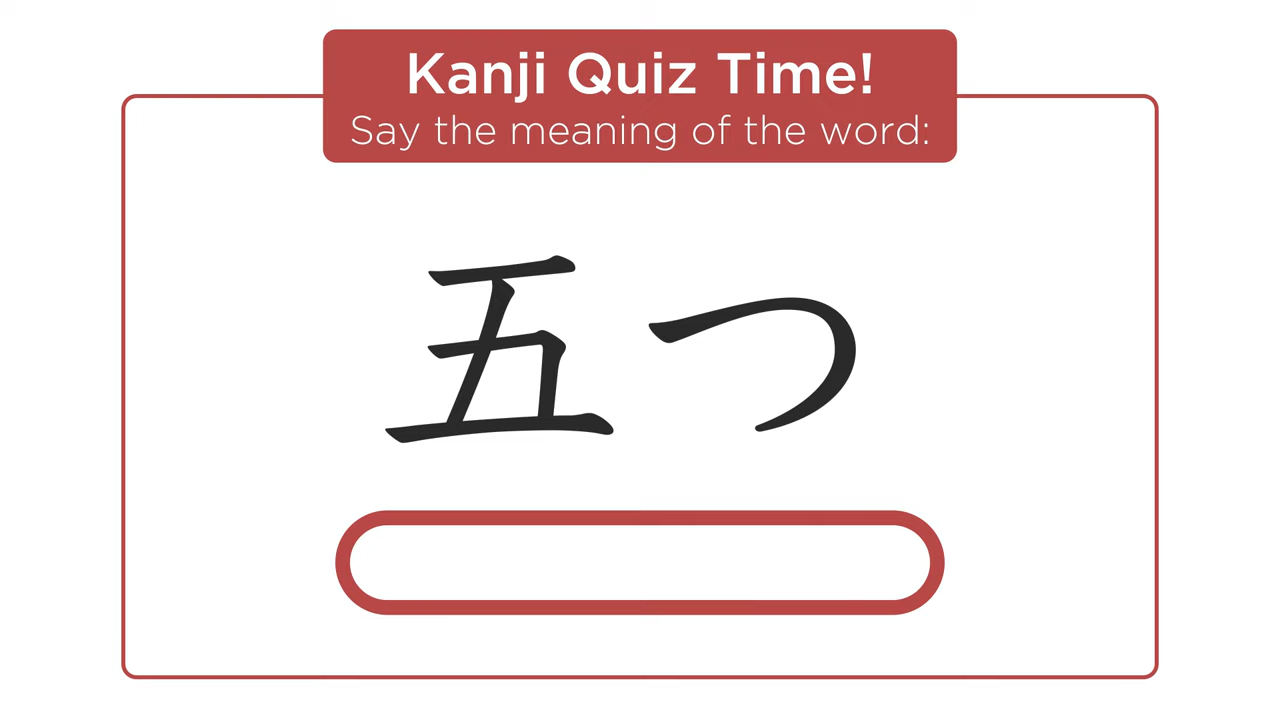 Kanji Quiz Time!
Say the meaning of the word:
五つ